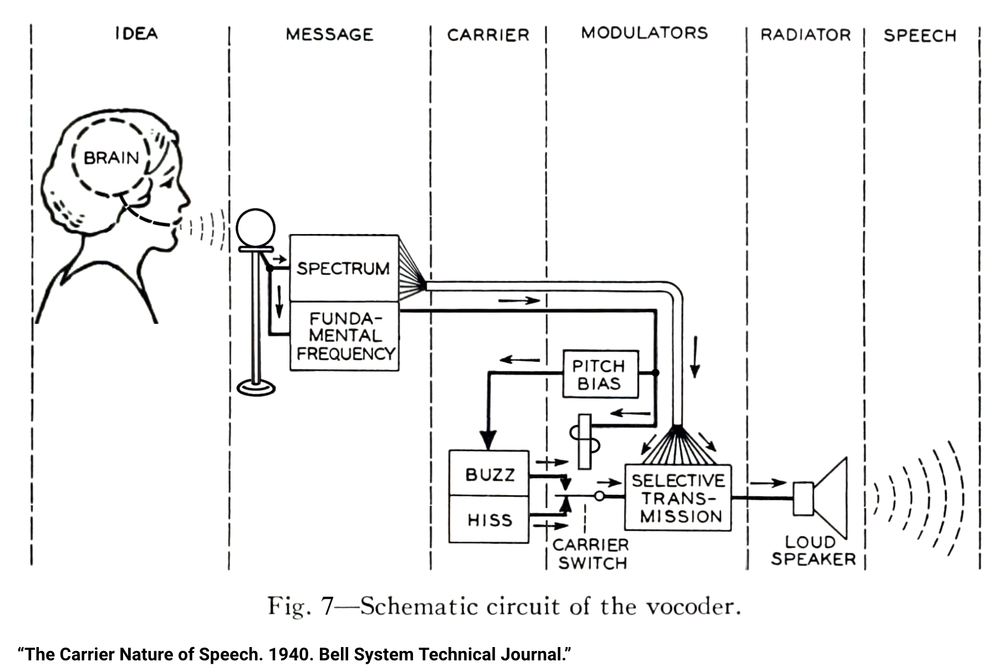 IDEA
MESSAGE
CARRIER
MODULATORS
RADIATOR
SPEECH
BRAIN
SPECTRUM
FUNDA-
MENTAL
FREQUENCY
PITCH
BIAS
BUZZ
HISS
CARRIER
SWITCH
SELECTIVE
TRANS-
MISSION
LOUD
SPEAKER
Fig. 7—Schematic circuit of the vocoder.
“The Carrier Nature of Speech. 1940. Bell System Technical Journal.”